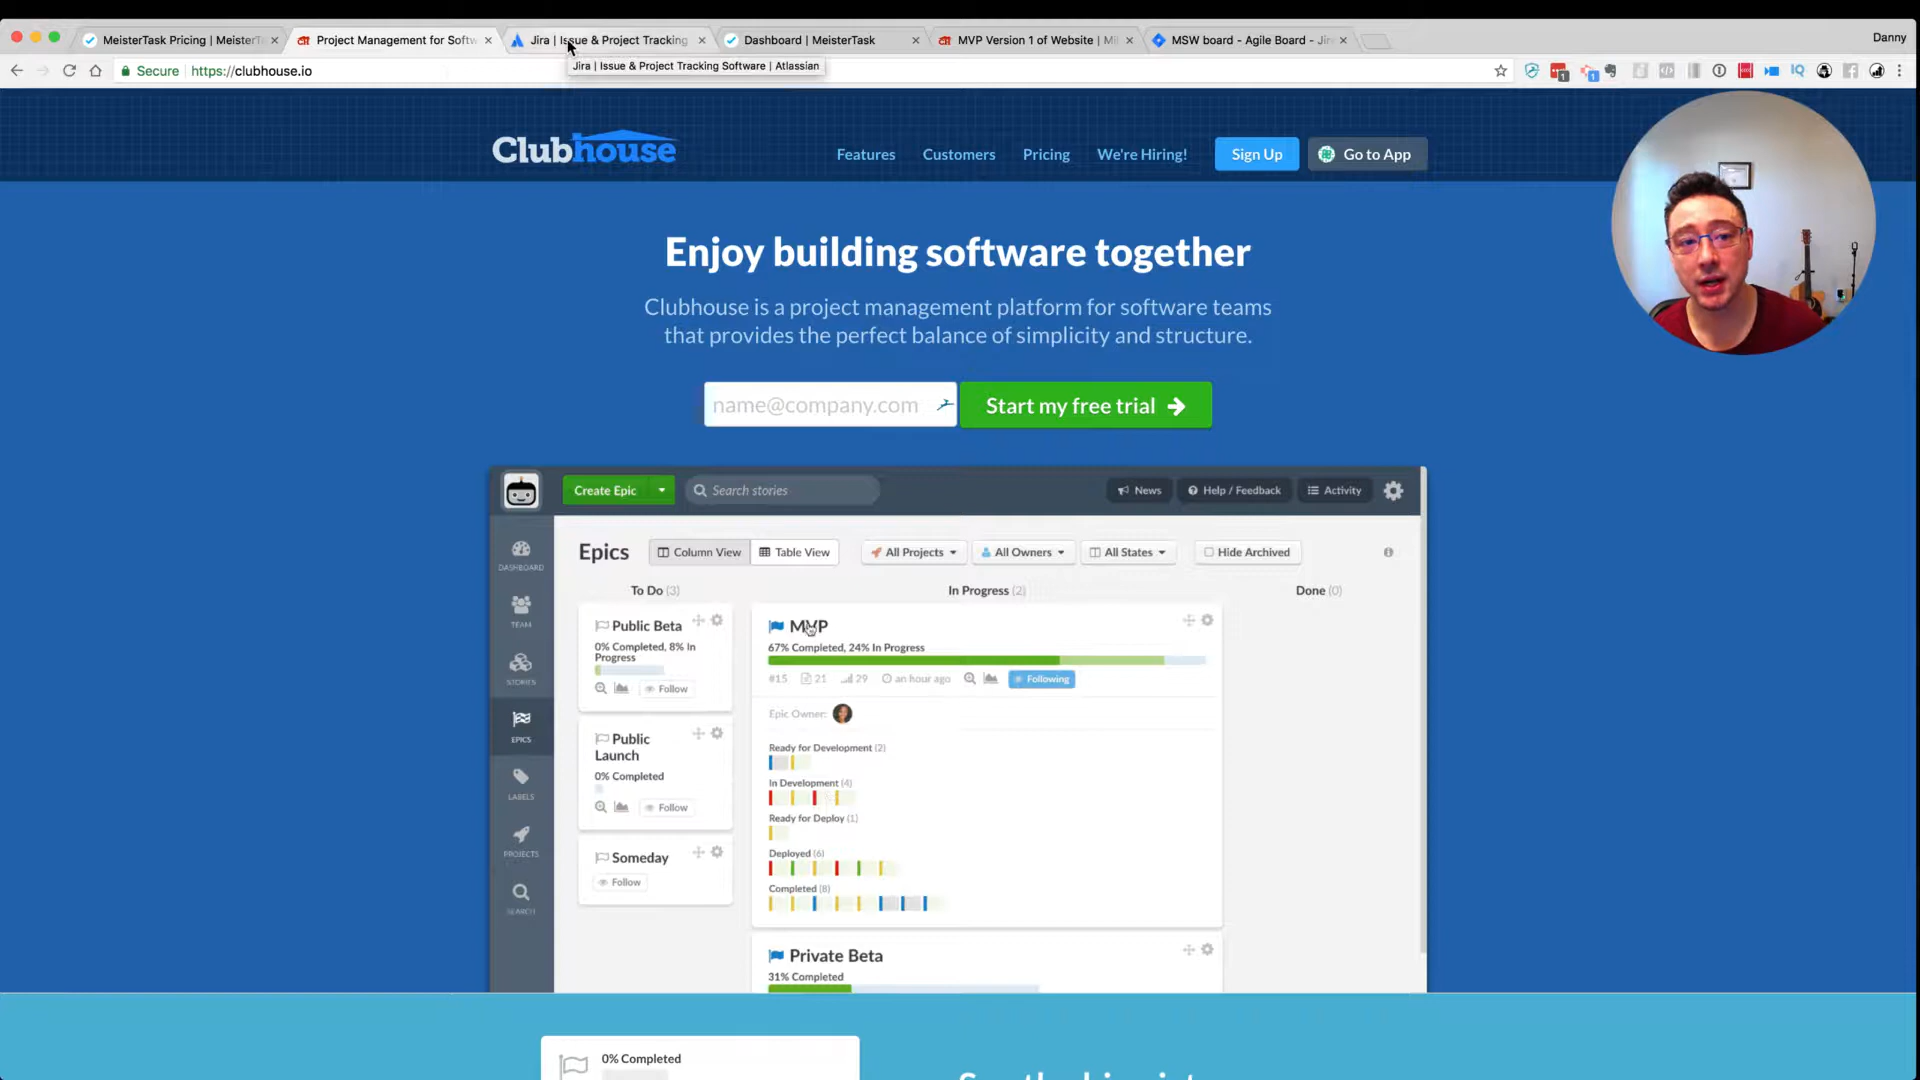 MeisterTask Pricing | MeisterT
Project Management for Softw
Jira | Issue & Project Tracking
Dashboard | MeisterTask
MVP Version 1 of Website | Mi
MSW board - Agile Board - Jir
Danny
Secure
https://clubhouse.io
Jira | Issue & Project Tracking Software | Atlassian
Clubhouse
Features
Customers
Pricing
We're Hiring!
Sign Up
Go to App
Enjoy building software together
Clubhouse is a project management platform for software teams
that provides the perfect balance of simplicity and structure.
name@company.com
Start my free trial
Create Epic
Search stories
News
Help / Feedback
Activity
DASHBOARD
TEAM
STORIES
EPICS
LABELS
PROJECTS
SEARCH
Epics
Column View
Table View
All Projects
All Owners
All States
Hide Archived
To Do (3)
In Progress (2)
Done (0)
Public Beta
0% Completed, 8% In
Progress
Follow
Public
Launch
0% Completed
Follow
Someday
Follow
MVP
67% Completed, 24% In Progress
#15
21
29
an hour ago
Following
Epic Owner:
Ready for Development (2)
In Development (4)
Ready for Deploy (1)
Deployed (6)
Completed (8)
Private Beta
31% Completed
0% Completed